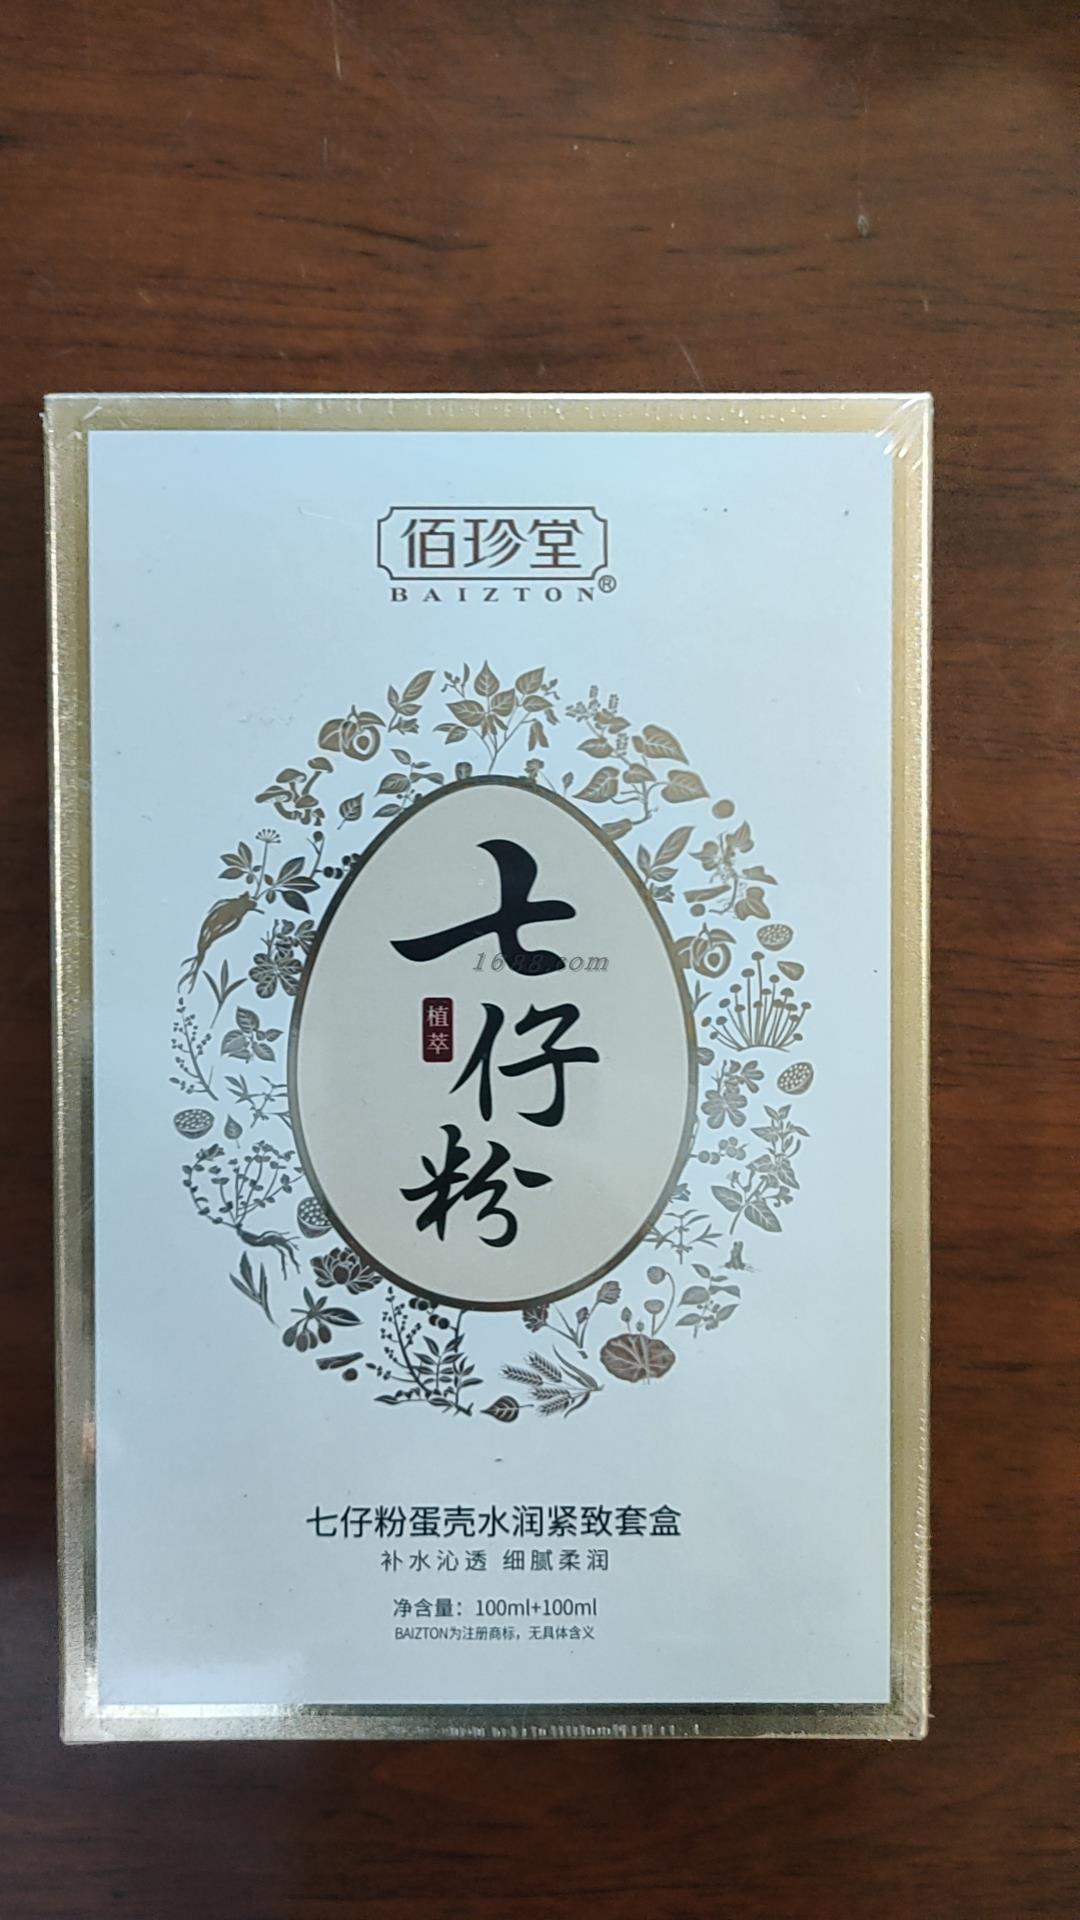 佰珍堂
BAIZTON®
七仔粉
植萃
1688.com
七仔粉蛋壳水润紧致套盒
补水沁透 细腻柔润
净含量：100ml+100ml
BAIZTON为注册商标，无具体含义